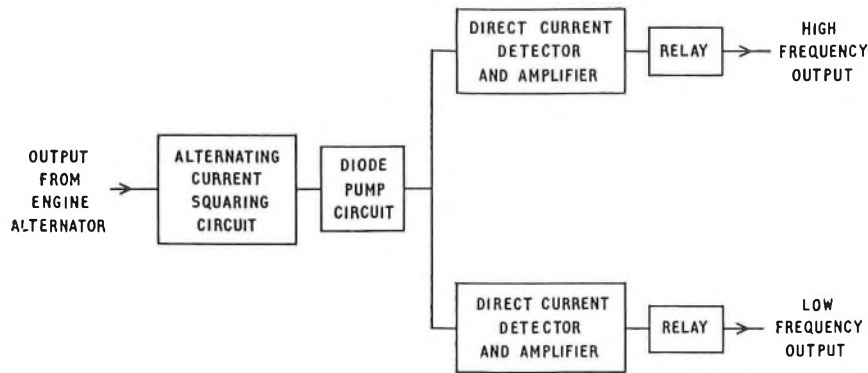 OUTPUT
FROM
ENGINE
ALTERNATOR
ALTERNATING
CURRENT
SQUARING
CIRCUIT
DIODE
PUMP
CIRCUIT
DIRECT CURRENT
DETECTOR
AND AMPLIFIER
RELAY
HIGH
FREQUENCY
OUTPUT
DIRECT CURRENT
DETECTOR
AND AMPLIFIER
RELAY
LOW
FREQUENCY
OUTPUT